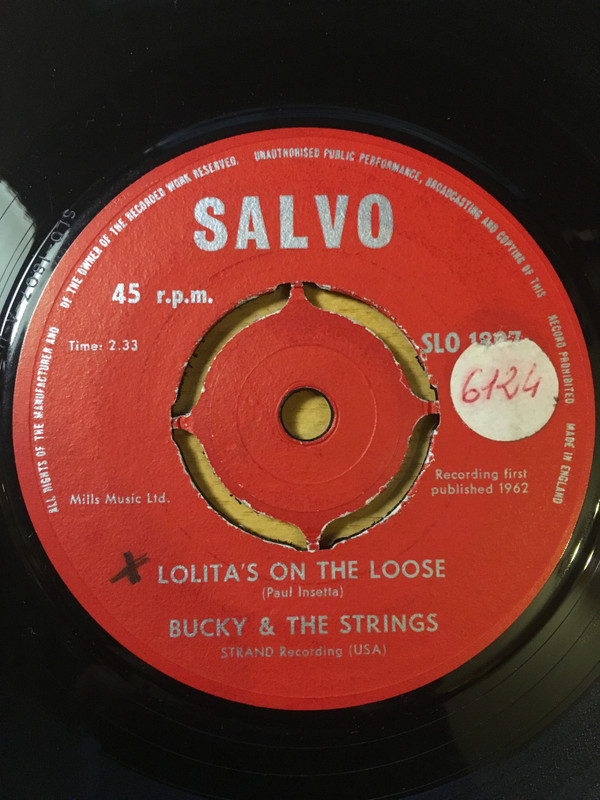 ALL RIGHTS OF THE MANUFACTURER AND OF THE OWNER OF THE RECORDED WORK RESERVED. UNAUTHORISED PUBLIC PERFORMANCE, BROADCASTING AND COPYING OF THIS RECORD PROHIBITED MADE IN ENGLAND
SALVO
45 r.p.m.
Time: 2.33
SLO
6124
Mills Music Ltd.
Recording first
published 1962
X
LOLITA'S ON THE LOOSE
(Paul Insetta)
BUCKY & THE STRINGS
STRAND Recording (USA)